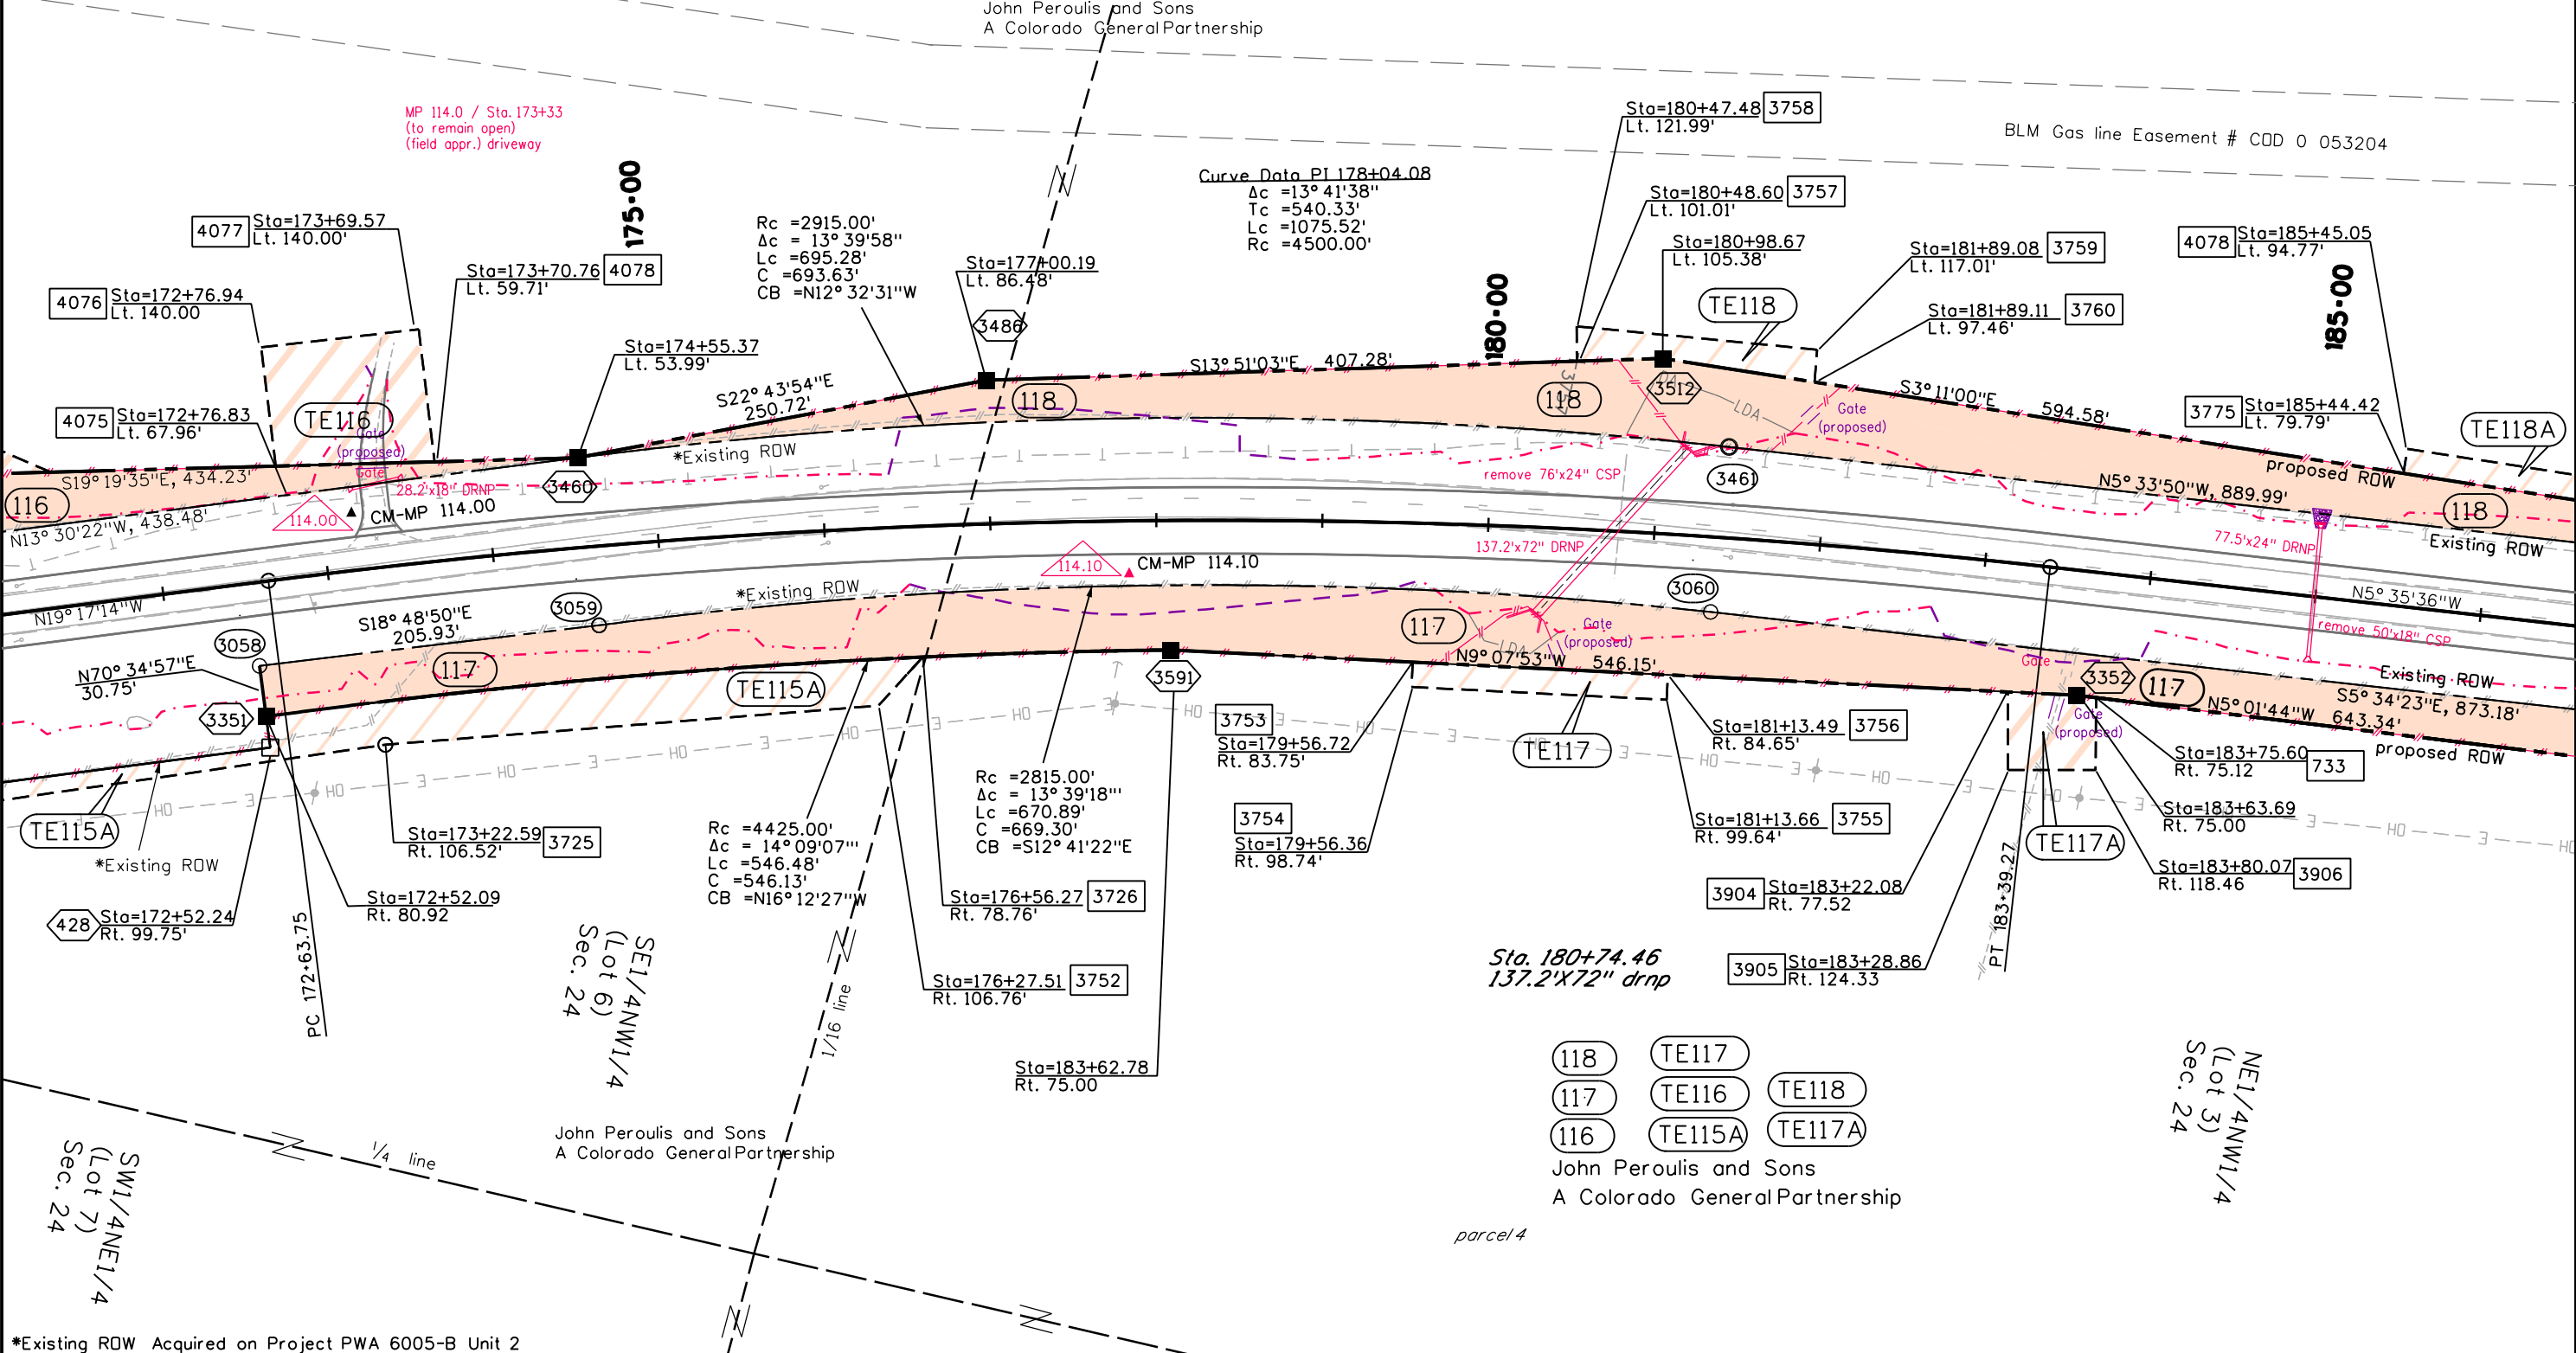 John Peroulis and Sons
A Colorado General Partnership
MP 114.0 / Sta. 173+33
(to remain open)
(field appr.) driveway
175+00
4077
Sta=173+69.57
Lt. 140.00'
Sta=173+70.76
Lt. 59.71'
4078
4076
Sta=172+76.94
Lt. 140.00
4075
Sta=172+76.83
Lt. 67.96'
Sta=174+55.37
Lt. 53.99'
Rc =2915.00'
Δc = 13° 39'58"
Lc =695.28'
C =693.63'
CB =N12° 32'31"W
Sta=177+00.19
Lt. 86.48'
3486
Curve Data PI 178+04.08
Δc =13° 41'38"
Tc =540.33'
Lc =1075.52'
Rc =4500.00'
Sta=180+47.48
Lt. 121.99'
3758
Sta=180+48.60
Lt. 101.01'
3757
Sta=180+98.67
Lt. 105.38'
180+00
BLM Gas line Easement # COD 0 053204
Sta=181+89.08
Lt. 117.01'
3759
Sta=181+89.11
Lt. 97.46'
3760
4078
Sta=185+45.05
Lt. 94.77'
185+00
3775
Sta=185+44.42
Lt. 79.79'
TE118A
TE118
TE116
Gate
(proposed)
Gate
S19° 19'35"E, 434.23'
116
N13° 30'22"W, 438.48'
28.2'x18" DRNP
114.00
CM-MP 114.00
3460
S22° 43'54"E
250.72'
*Existing ROW
118
S13° 51'03"E 407.28'
118
3512
LDA
Gate
(proposed)
S3° 11'00"E 594.58'
remove 76'x24" CSP
3461
proposed ROW
N5° 33'50"W, 889.99'
118
Existing ROW
77.5'x24" DRNP
137.2'x72" DRNP
114.10
CM-MP 114.10
*Existing ROW
3059
S18° 48'50"E
205.93'
N19° 17'14"W
3058
N70° 34'57"E
30.75'
3351
117
TE115A
3591
117
LDA
Gate
(proposed)
3060
N9° 07'53"W 546.15'
N5° 35'36"W
remove 50'x18" CSP
Gate
3352
117
Gate
(proposed)
Existing ROW
S5° 34'23"E, 873.18'
N5° 01'44"W 643.34'
proposed ROW
OH E OH E OH E OH E OH E OH E OH E OH E OH
TE115A
*Existing ROW
Sta=173+22.59
Rt. 106.52'
3725
Sta=172+52.09
Rt. 80.92
428
Sta=172+52.24
Rt. 99.75'
PC 172+63.75
Rc =4425.00'
Δc = 14° 09'07'"
Lc =546.48'
C =546.13'
CB =N16° 12'27"W
Rc =2815.00'
Δc = 13° 39'18"'
Lc =670.89'
C =669.30'
CB =S12° 41'22"E
Sta=176+56.27
Rt. 78.76'
3726
Sta=176+27.51
Rt. 106.76'
3752
Sta=183+62.78
Rt. 75.00
3753
Sta=179+56.72
Rt. 83.75'
3754
Sta=179+56.36
Rt. 98.74'
TE117
Sta=181+13.49
Rt. 84.65'
3756
Sta=181+13.66
Rt. 99.64'
3755
3904
Sta=183+22.08
Rt. 77.52
3905
Sta=183+28.86
Rt. 124.33
PT 183+39.27
TE117A
Sta=183+75.60
Rt. 75.12
733
Sta=183+63.69
Rt. 75.00
Sta=183+80.07
Rt. 118.46
3906
Sta. 180+74.46
137.2'X72" drnp
SE1/4NW1/4
(Lot 6)
Sec. 24
1/16 line
John Peroulis and Sons
A Colorado General Partnership
1/4 line
SW1/4NE1/4
(Lot 7)
Sec. 24
NE1/4NW1/4
(Lot 3)
Sec. 24
118 TE117
117 TE116 TE118
116 TE115A TE117A
John Peroulis and Sons
A Colorado General Partnership
parcel 4
*Existing ROW Acquired on Project PWA 6005-B Unit 2